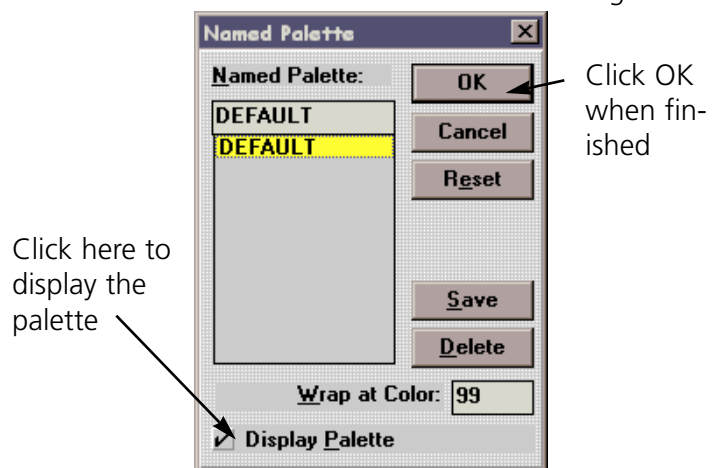 Named Palette
Named Palette:
OK
Click OK
when fin-
ished
DEFAULT
DEFAULT
Cancel
Reset
Click here to
display the
palette
Save
Delete
Wrap at Color: 99
Display Palette